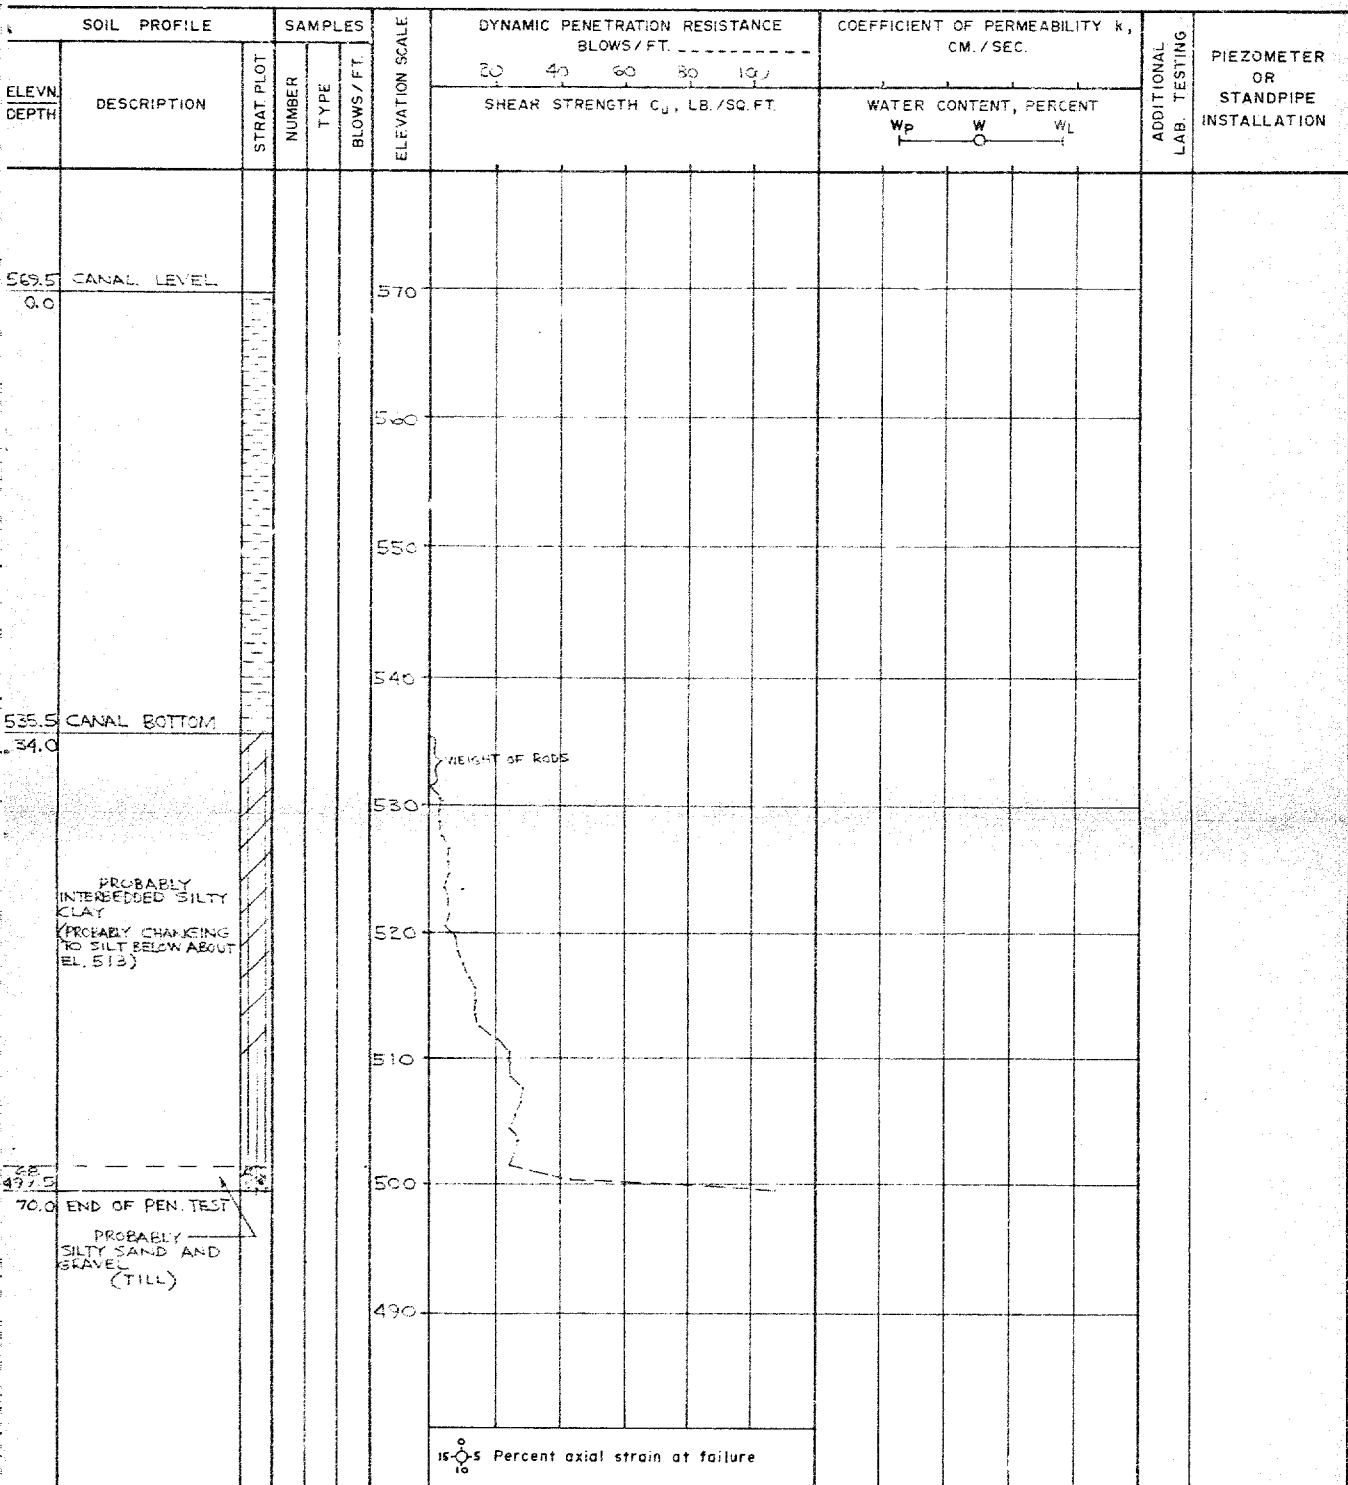 SOIL PROFILE
SAMPLES
ELEVATION SCALE
DYNAMIC PENETRATION RESISTANCE
BLOWS/FT.
20 40 60 80 100
SHEAR STRENGTH Cu, LB./SQ.FT.
COEFFICIENT OF PERMEABILITY k,
CM./SEC.
WATER CONTENT, PERCENT
WP W WL
ADDITIONAL
LAB. TESTING
PIEZOMETER
OR
STANDPIPE
INSTALLATION
ELEVN.
DEPTH
DESCRIPTION
STRAT. PLOT
NUMBER
TYPE
BLOWS/FT.
569.5 CANAL LEVEL
0.0
570
560
550
540
535.5 CANAL BOTTOM
34.0
WEIGHT OF RODS
530
PROBABLY
INTERBEDDED SILTY
CLAY
(PROBABLY CHANGING
TO SILT BELOW ABOUT
EL. 513)
520
510
68
499.5
500
70.0 END OF PEN. TEST
PROBABLY
SILTY SAND AND
GRAVEL
(TILL)
490
0
15 5 Percent axial strain at failure
10